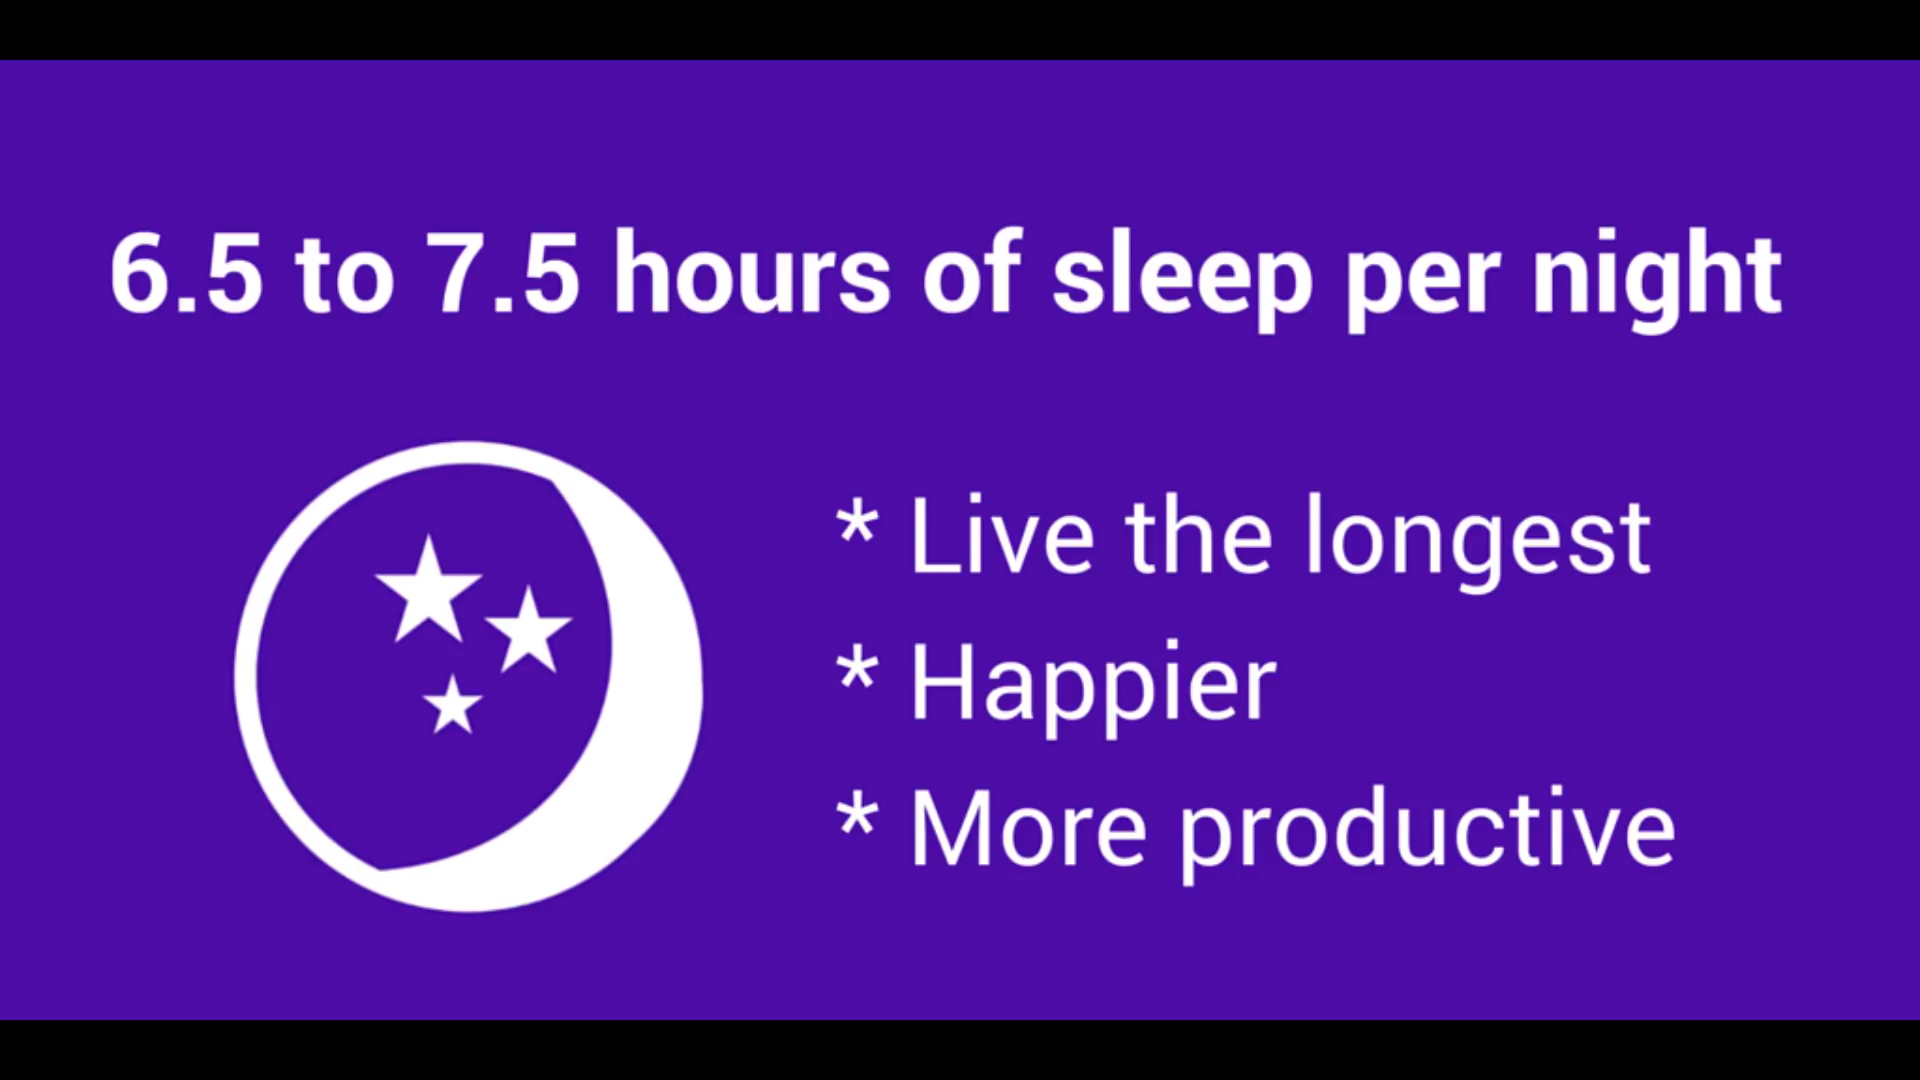 6.5 to 7.5 hours of sleep per night
* Live the longest
* Happier
* More productive